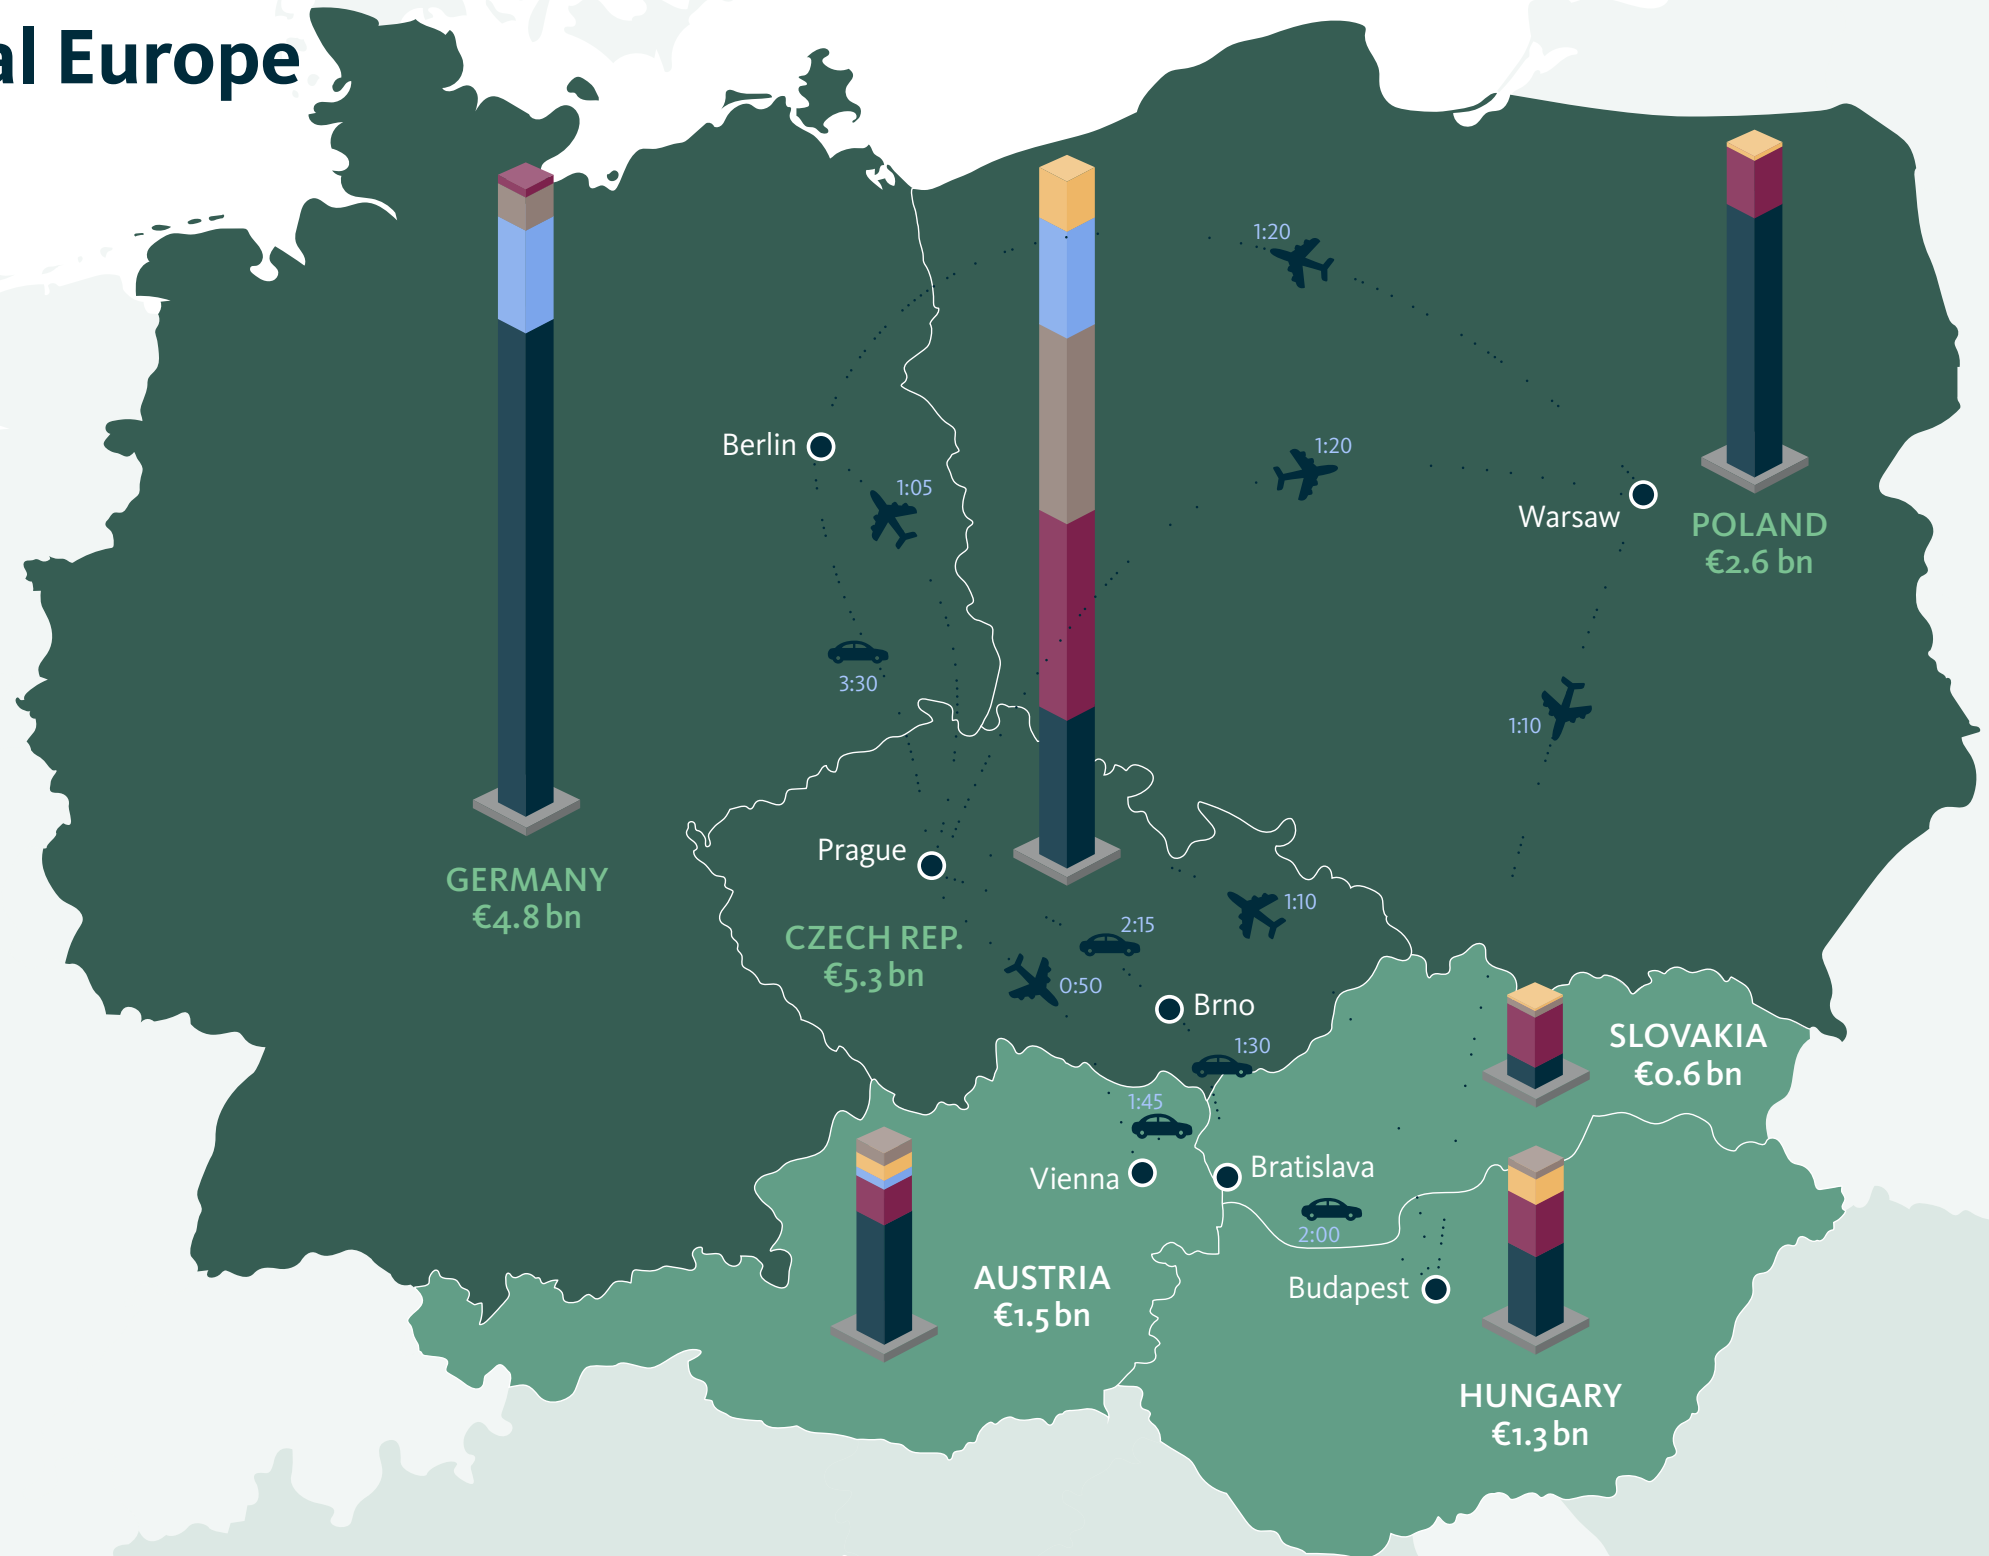 al Europe
1:20
Berlin
1:20
1:05
Warsaw
POLAND
€2.6 bn
3:30
1:10
Prague
GERMANY
€4.8 bn
1:10
2:15
CZECH REP.
€5.3 bn
0:50
Brno
SLOVAKIA
€0.6 bn
1:30
1:45
Vienna
Bratislava
2:00
AUSTRIA
€1.5 bn
Budapest
HUNGARY
€1.3 bn